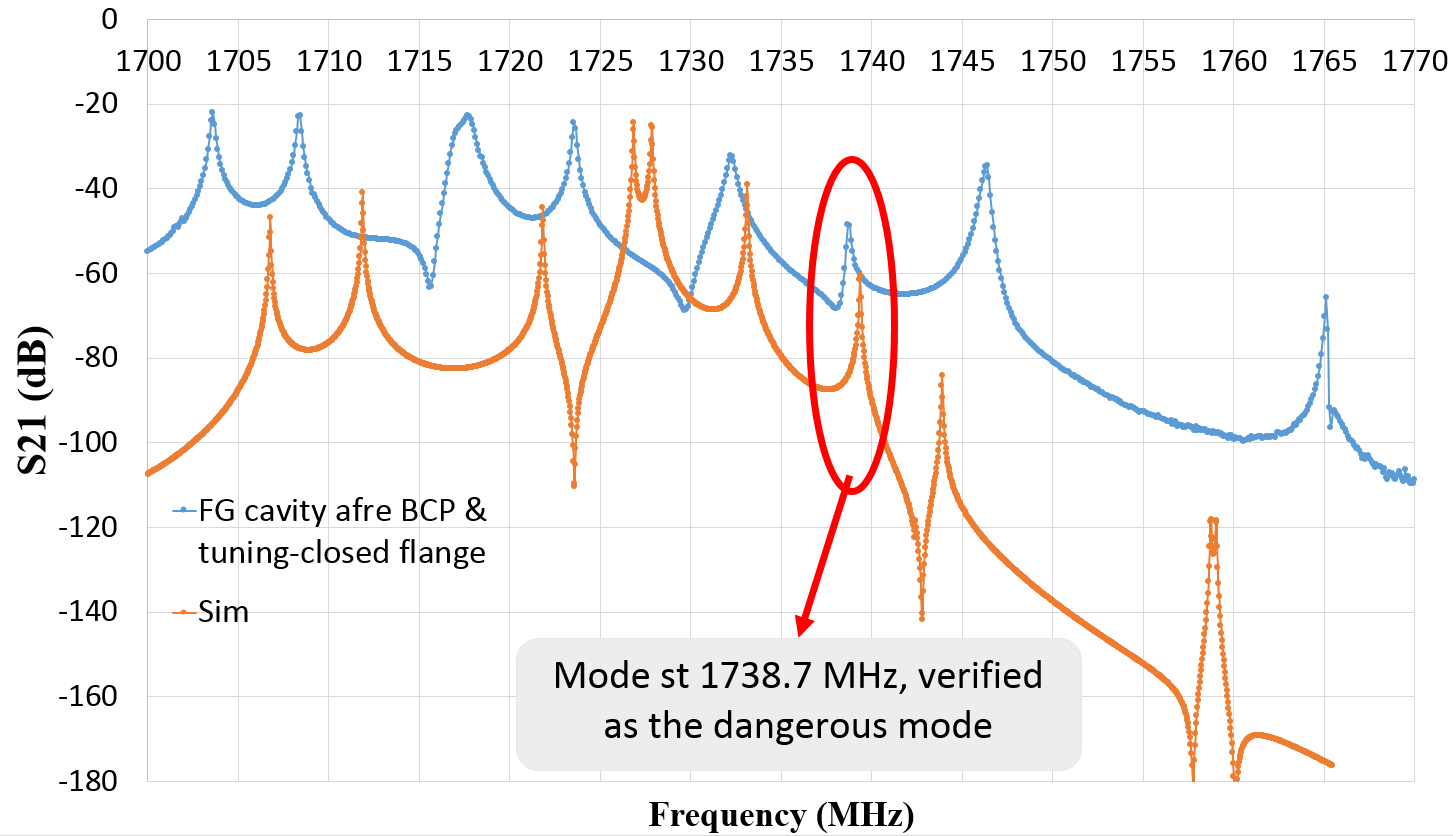 0
1700 1705 1710 1715 1720 1725 1730 1735 1740 1745 1750 1755 1760 1765 1770
-20
-40
-60
-80
-100
-120
-140
-160
-180
S21 (dB)
FG cavity afre BCP &
tuning-closed flange
Sim
Mode st 1738.7 MHz, verified
as the dangerous mode
Frequency (MHz)